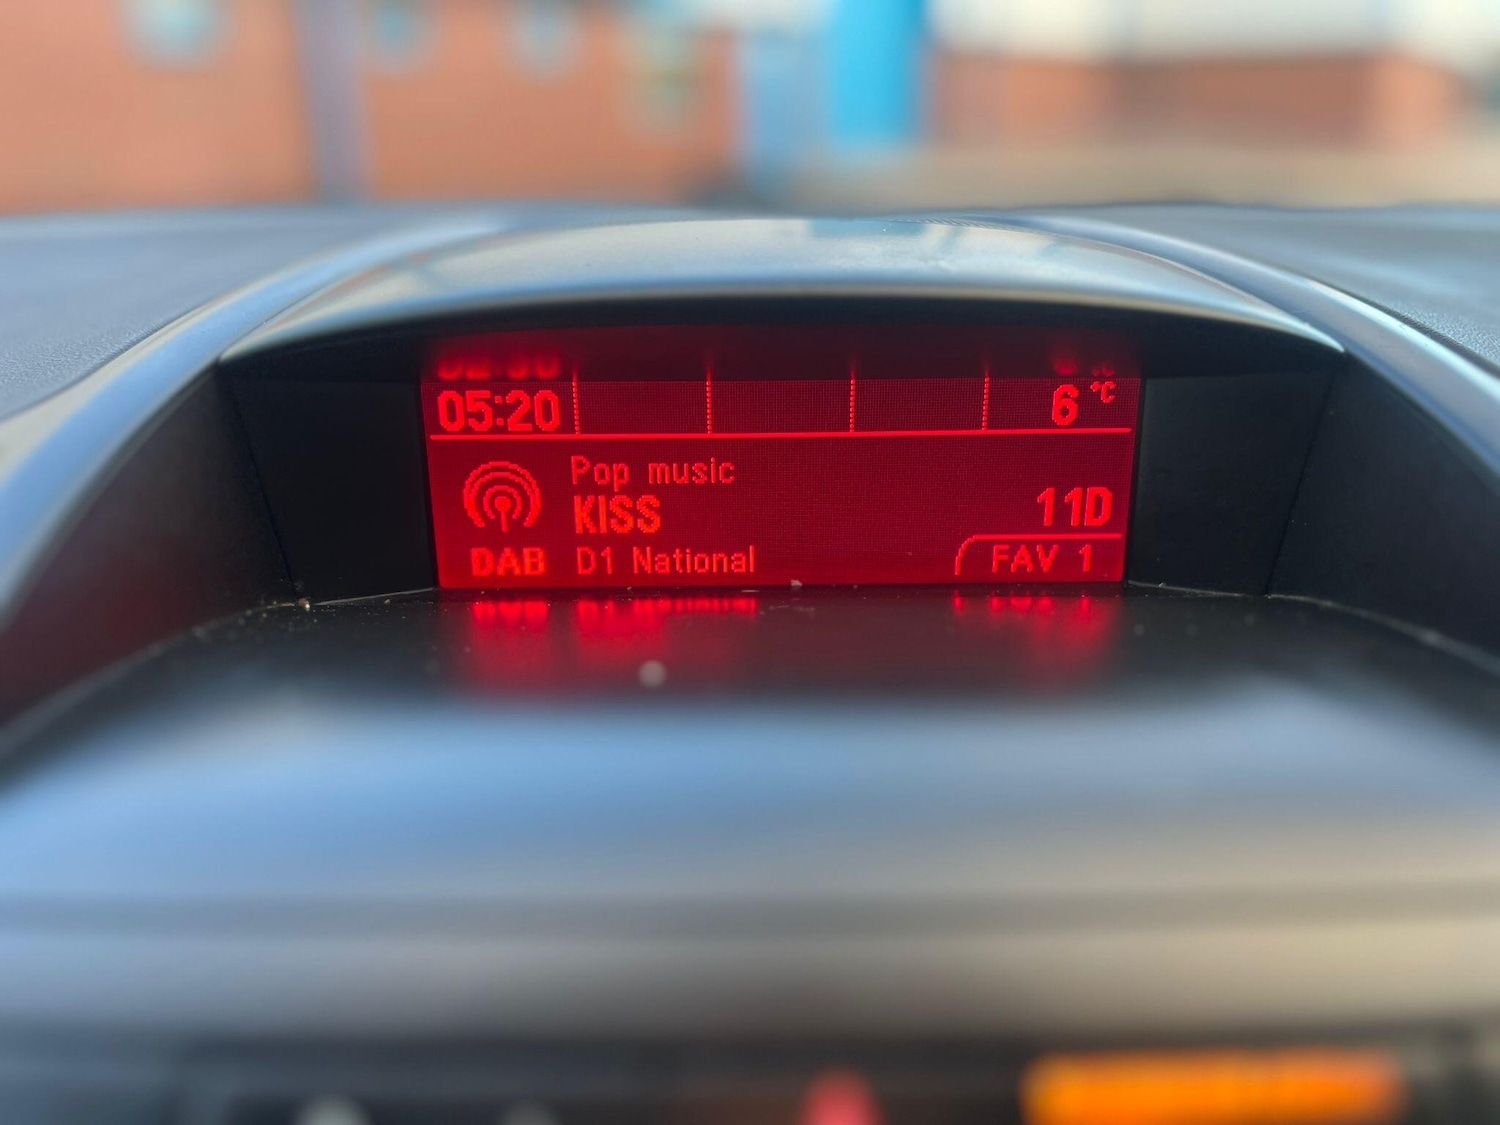 05:20 6 °C
Pop music
KISS 11D
DAB D1 National FAV 1